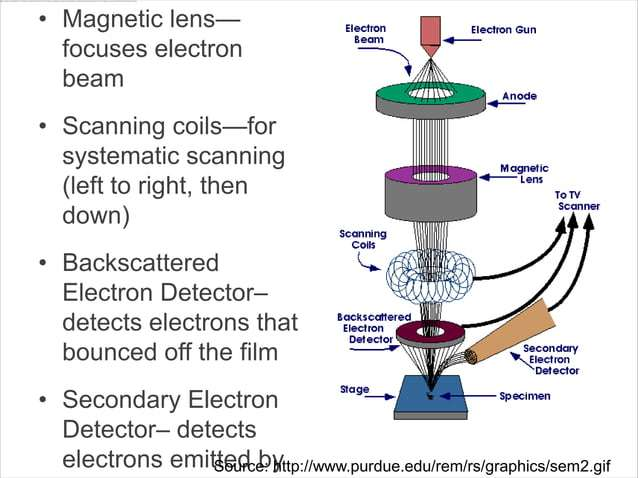 • Magnetic lens—
focuses electron
beam
• Scanning coils—for
systematic scanning
(left to right, then
down)
• Backscattered
Electron Detector–
detects electrons that
bounced off the film
• Secondary Electron
Detector– detects
electrons emitted by
Electron
Beam
Electron Gun
Anode
Magnetic
Lens
To TV
Scanner
Scanning
Coils
Backscattered
Electron
Detector
Secondary
Electron
Detector
Stage
Specimen
Source: http://www.purdue.edu/rem/rs/graphics/sem2.gif